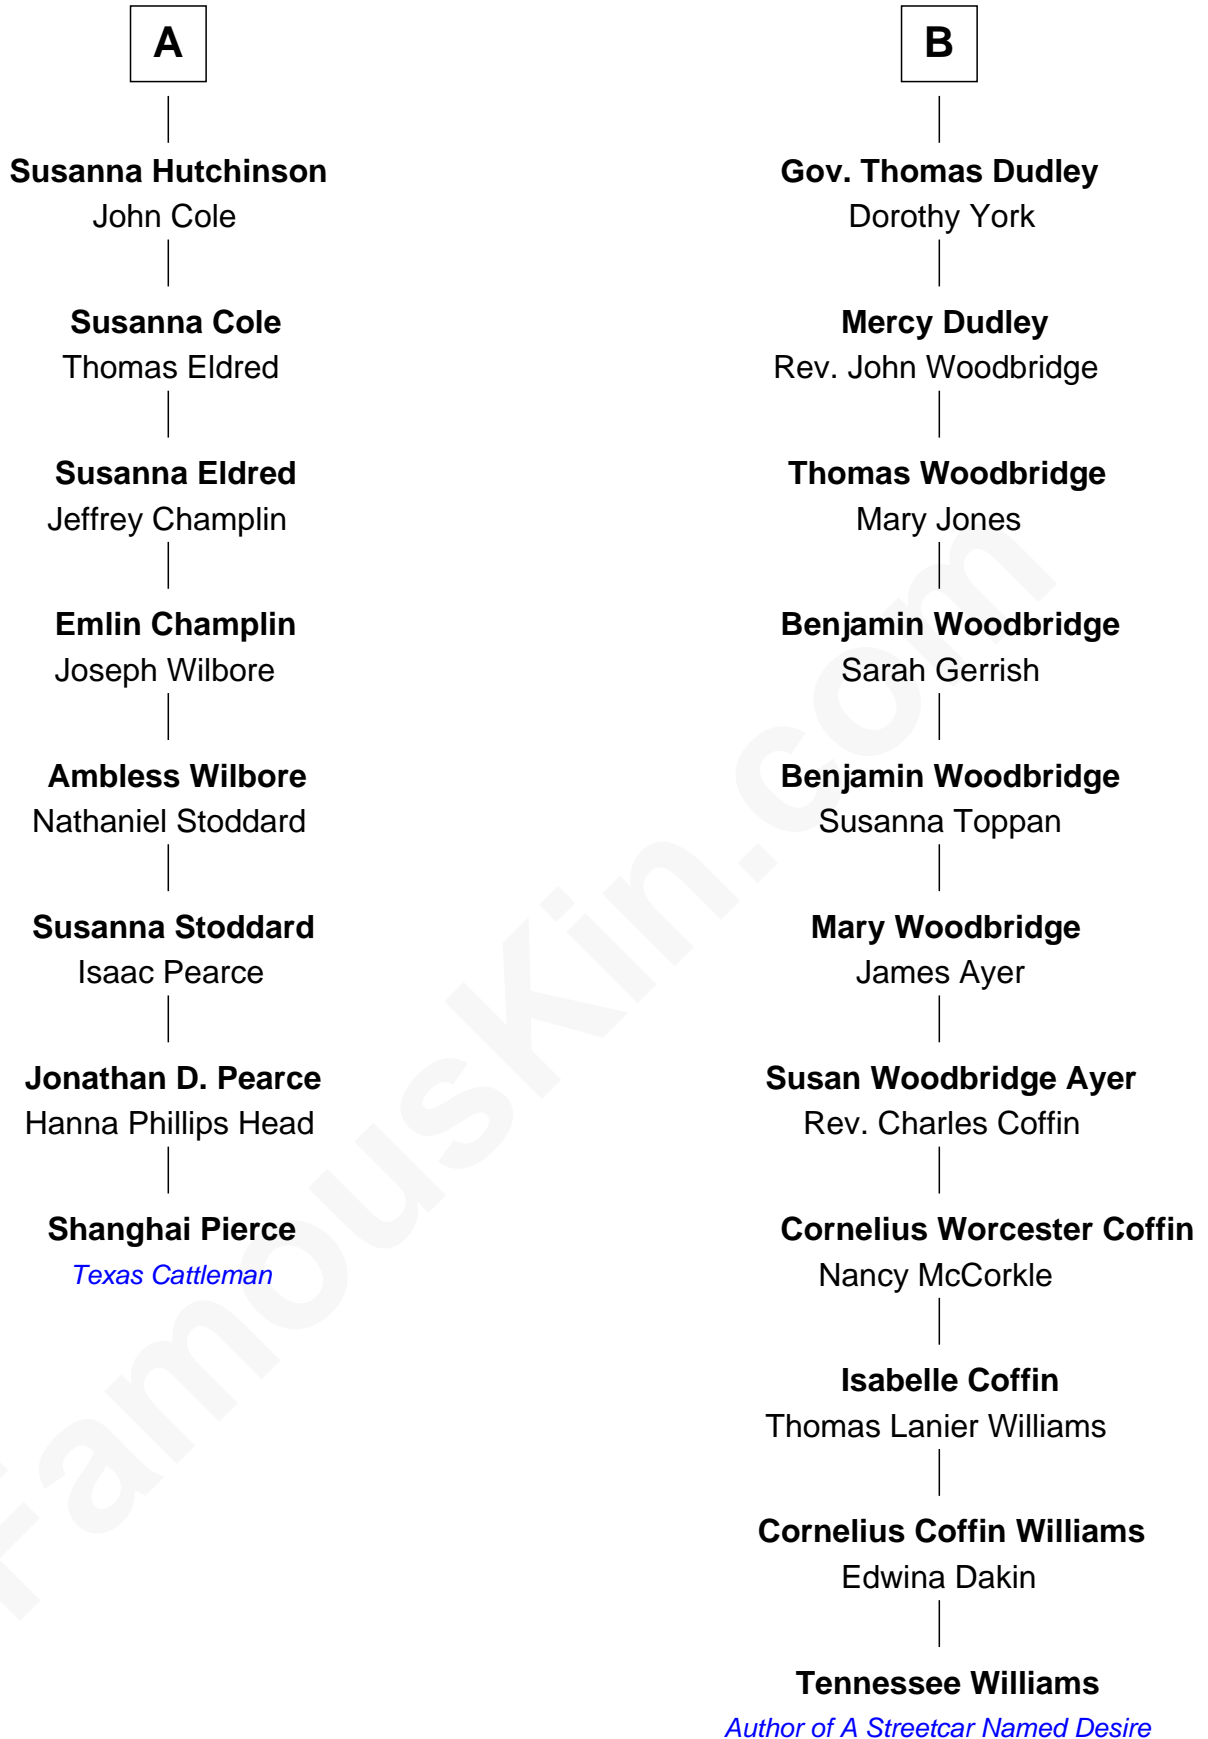 A
Susanna Hutchinson
John Cole
Susanna Cole
Thomas Eldred
Susanna Eldred
Jeffrey Champlin
Emlin Champlin
Joseph Wilbore
Ambless Wilbore
Nathaniel Stoddard
Susanna Stoddard
Isaac Pearce
Jonathan D. Pearce
Hanna Phillips Head
Shanghai Pierce
Texas Cattleman
B
Gov. Thomas Dudley
Dorothy York
Mercy Dudley
Rev. John Woodbridge
Thomas Woodbridge
Mary Jones
Benjamin Woodbridge
Sarah Gerrish
Benjamin Woodbridge
Susanna Toppan
Mary Woodbridge
James Ayer
Susan Woodbridge Ayer
Rev. Charles Coffin
Cornelius Worcester Coffin
Nancy McCorkle
Isabelle Coffin
Thomas Lanier Williams
Cornelius Coffin Williams
Edwina Dakin
Tennessee Williams
Author of A Streetcar Named Desire
FamousKin.com